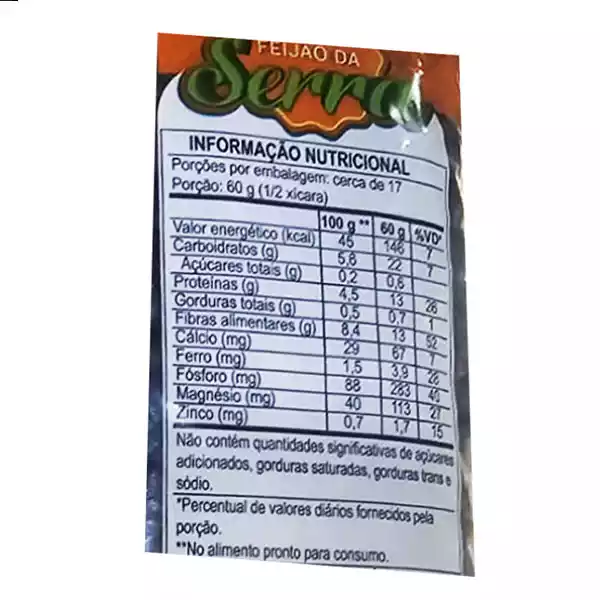 FEIJÃO DA
Serra
INFORMAÇÃO NUTRICIONAL
Porções por embalagem: cerca de 17
Porção: 60 g (1/2 xícara)
100 g ** 60 g %VD*
Valor energético (kcal) 45 146 7
Carboidratos (g) 5,8 22 7
Açúcares totais (g) 0,2 0,6
Proteínas (g) 4,5 13 26
Gorduras totais (g) 0,5 0,7 1
Fibras alimentares (g) 8,4 13 52
Cálcio (mg) 29 67 7
Ferro (mg) 1,5 3,9 28
Fósforo (mg) 88 283 40
Magnésio (mg) 40 113 27
Zinco (mg) 0,7 1,7 15
Não contém quantidades significativas de açúcares
adicionados, gorduras saturadas, gorduras trans e
sódio.
*Percentual de valores diários fornecidos pela
porção.
**No alimento pronto para consumo.